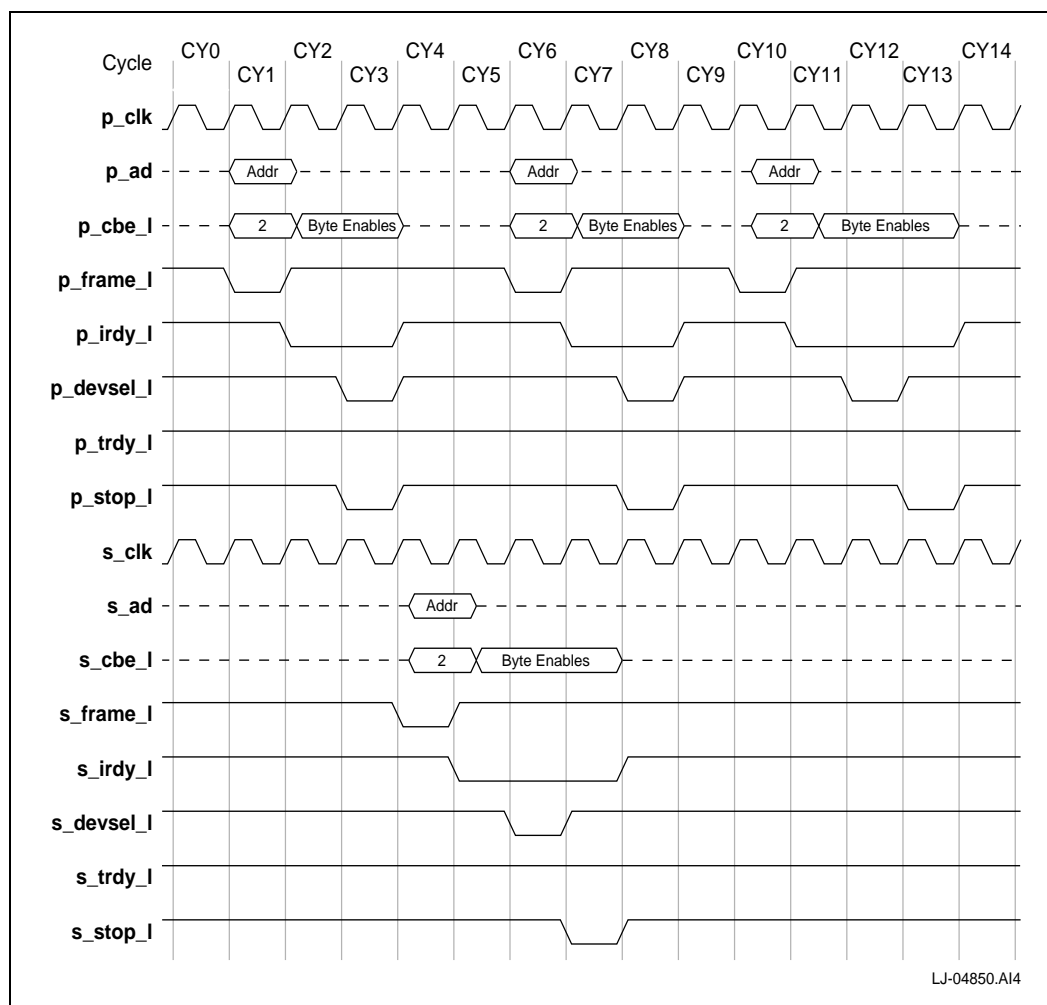 CY0 CY2 CY4 CY6 CY8 CY10 CY12 CY14
Cycle
CY1 CY3 CY5 CY7 CY9 CY11 CY13
p_clk
p_ad Addr Addr Addr
p_cbe_l 2 Byte Enables 2 Byte Enables 2 Byte Enables
p_frame_l
p_irdy_l
p_devsel_l
p_trdy_l
p_stop_l
s_clk
s_ad Addr
s_cbe_l 2 Byte Enables
s_frame_l
s_irdy_l
s_devsel_l
s_trdy_l
s_stop_l
LJ-04850.AI4